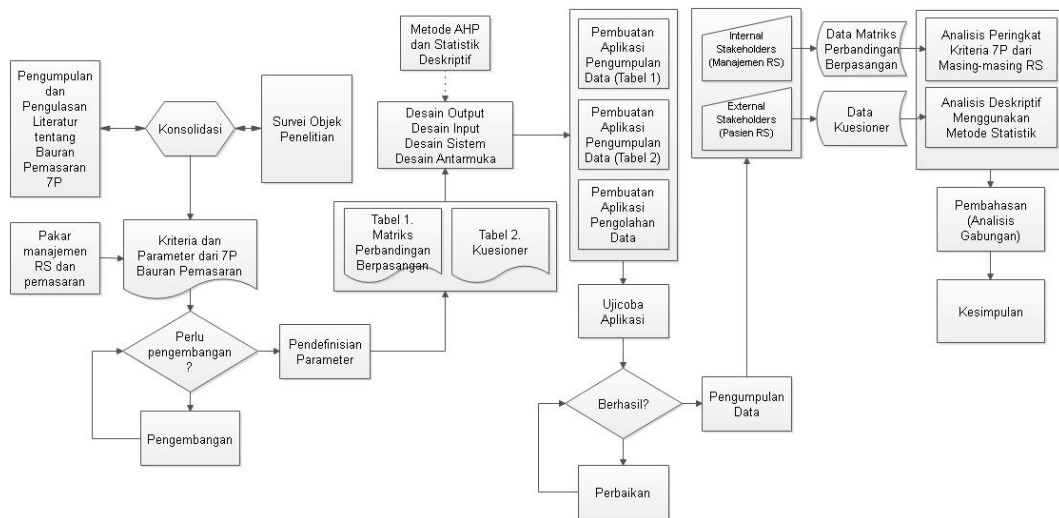 Pengumpulan
dan
Pengulasan
Literatur
tentang
Bauran
Pemasaran
7P
Konsolidasi
Survei Objek
Penelitian
Pakar
manajemen
RS dan
pemasaran
Kriteria dan
Parameter dari 7P
Bauran Pemasaran
Perlu
pengembangan
?
Pengembangan
Pendefinisian
Parameter
Metode AHP
dan Statistik
Deskriptif
Desain Output
Desain Input
Desain Sistem
Desain Antarmuka
Tabel 1.
Matriks
Perbandingan
Berpasangan
Tabel 2.
Kuesioner
Pembuatan
Aplikasi
Pengumpulan
Data (Tabel 1)
Pembuatan
Aplikasi
Pengumpulan
Data (Tabel 2)
Pembuatan
Aplikasi
Pengolahan
Data
Ujicoba
Aplikasi
Berhasil?
Perbaikan
Pengumpulan
Data
Internal
Stakeholders
(Manajemen RS)
External
Stakeholders
(Pasien RS)
Data Matriks
Perbandingan
Berpasangan
Data
Kuesioner
Analisis Peringkat
Kriteria 7P dari
Masing-masing RS
Analisis Deskriptif
Menggunakan
Metode Statistik
Pembahasan
(Analisis
Gabungan)
Kesimpulan